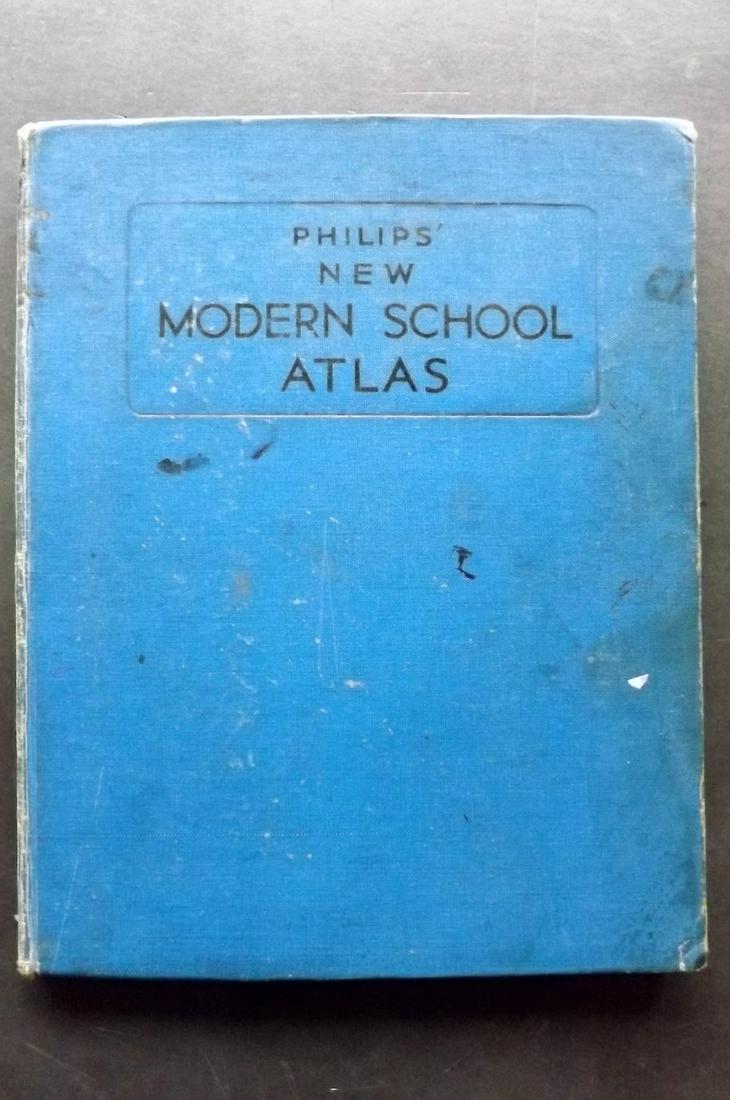 PHILIPS'
NEW
MODERN SCHOOL
ATLAS